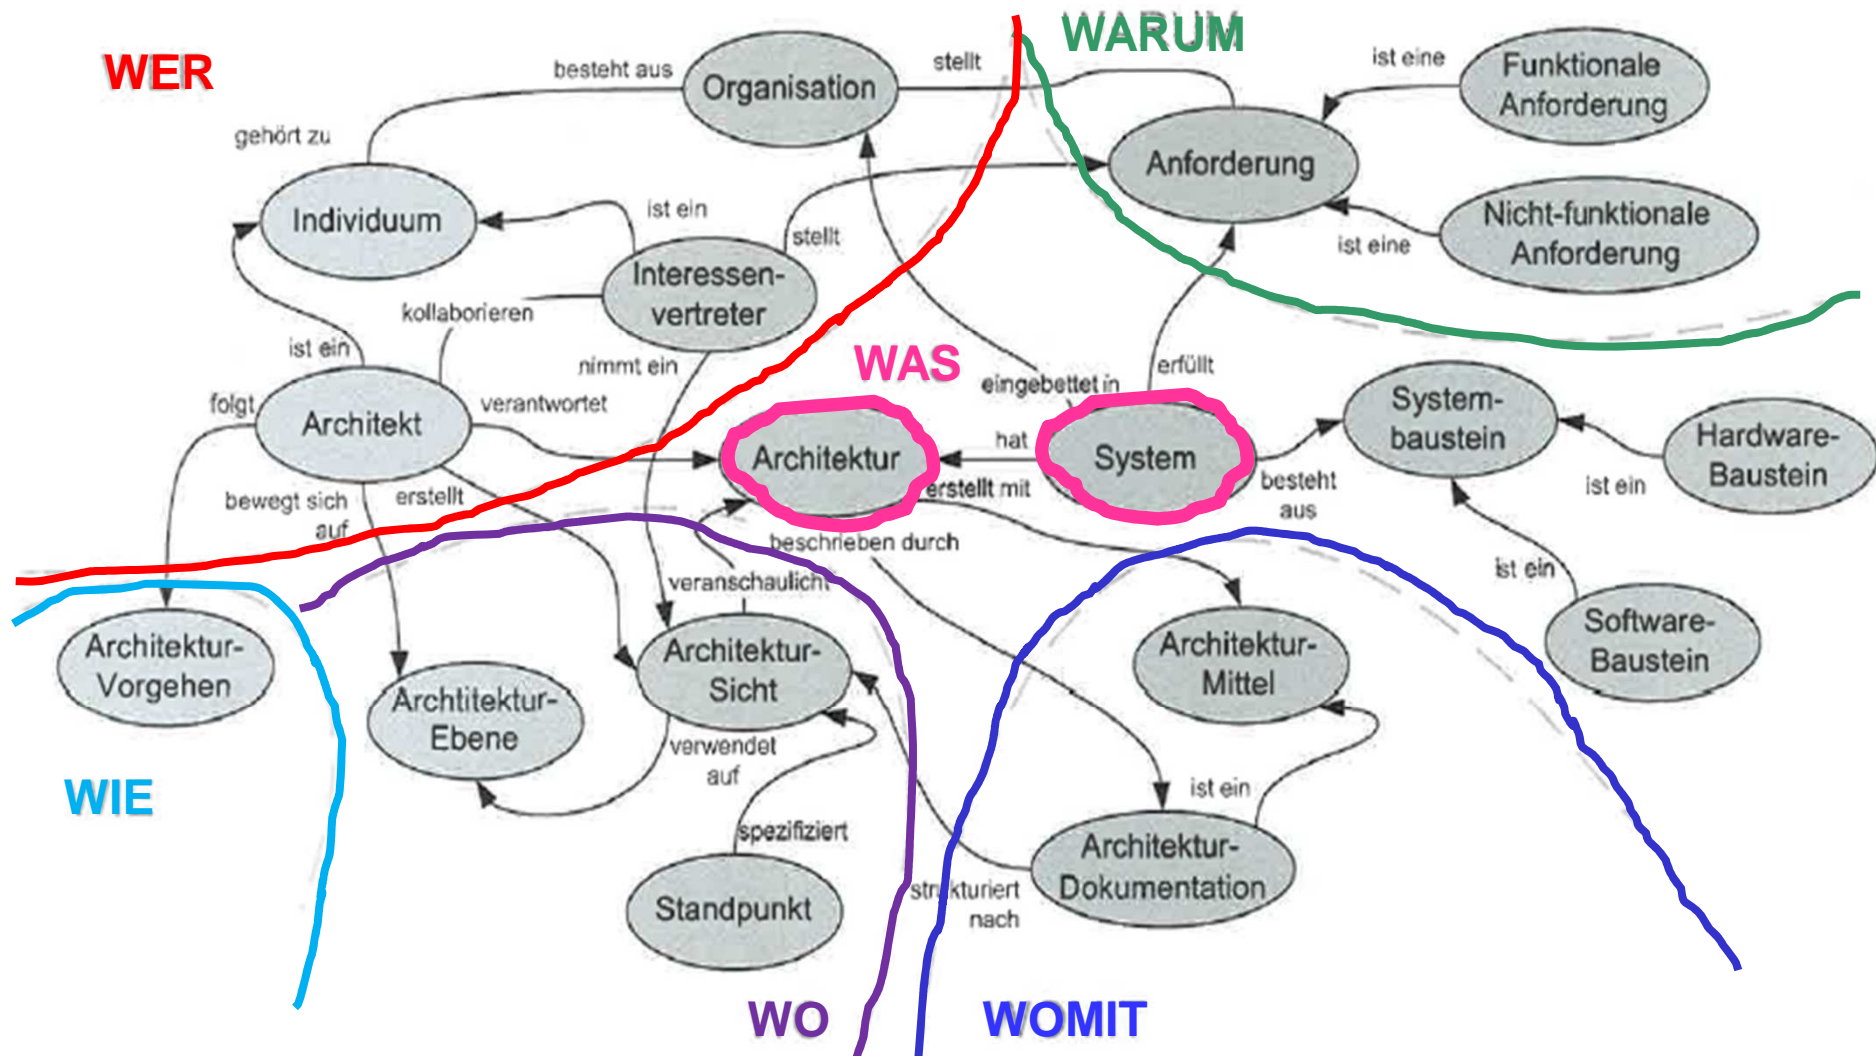 WER
WARUM
besteht aus
Organisation
stellt
ist eine
Funktionale
Anforderung
gehört zu
Anforderung
Individuum
ist ein
stellt
Nicht-funktionale
Anforderung
ist eine
Interessen-
vertreter
kollaborieren
ist ein
nimmt ein
WAS
eingebettet in
erfüllt
folgt
Architekt
verantwortet
System-
baustein
Architektur
hat
System
Hardware-
Baustein
bewegt sich
auf
erstellt
erstellt mit
besteht
aus
ist ein
beschrieben durch
veranschaulicht
ist ein
Architektur-
Vorgehen
Archtitektur-
Ebene
Architektur-
Sicht
Architektur-
Mittel
Software-
Baustein
verwendet
auf
WIE
ist ein
spezifiziert
Standpunkt
strukturiert
nach
Architektur-
Dokumentation
WO
WOMIT